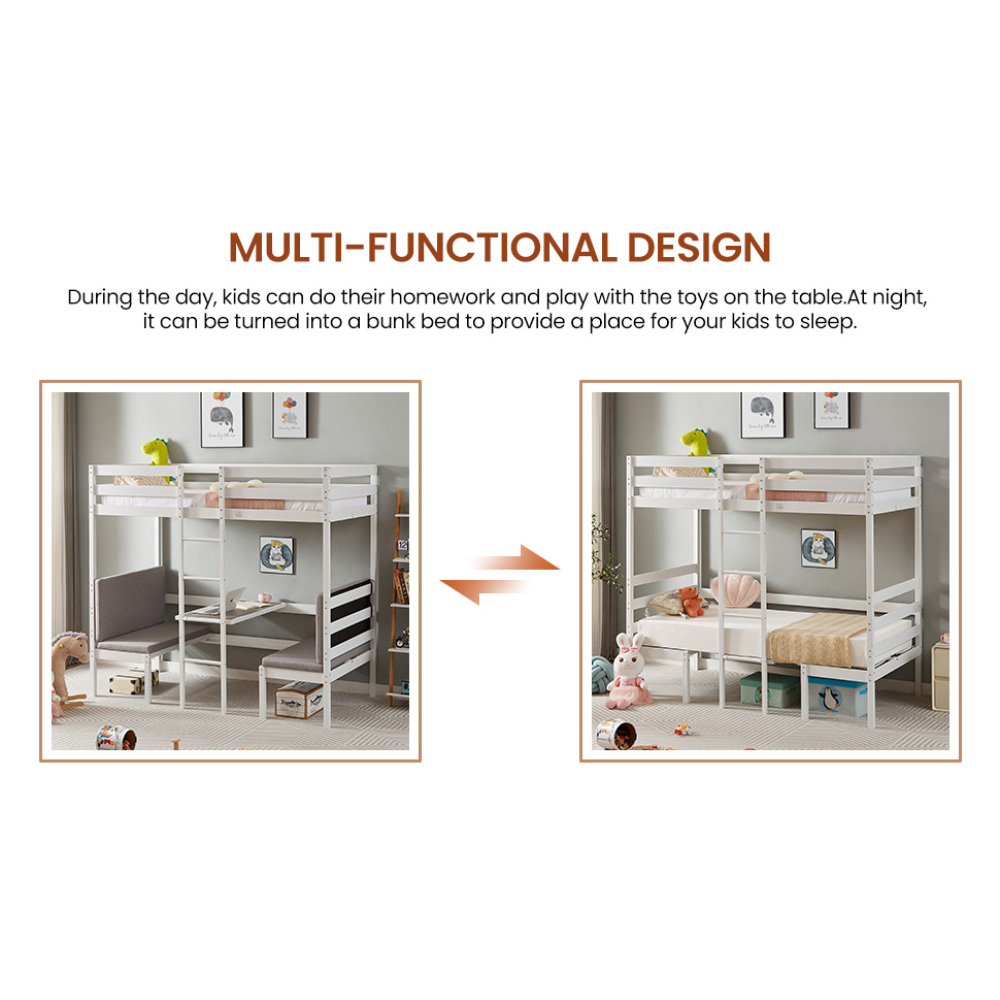 MULTI-FUNCTIONAL DESIGN
During the day, kids can do their homework and play with the toys on the table.At night,
it can be turned into a bunk bed to provide a place for your kids to sleep.